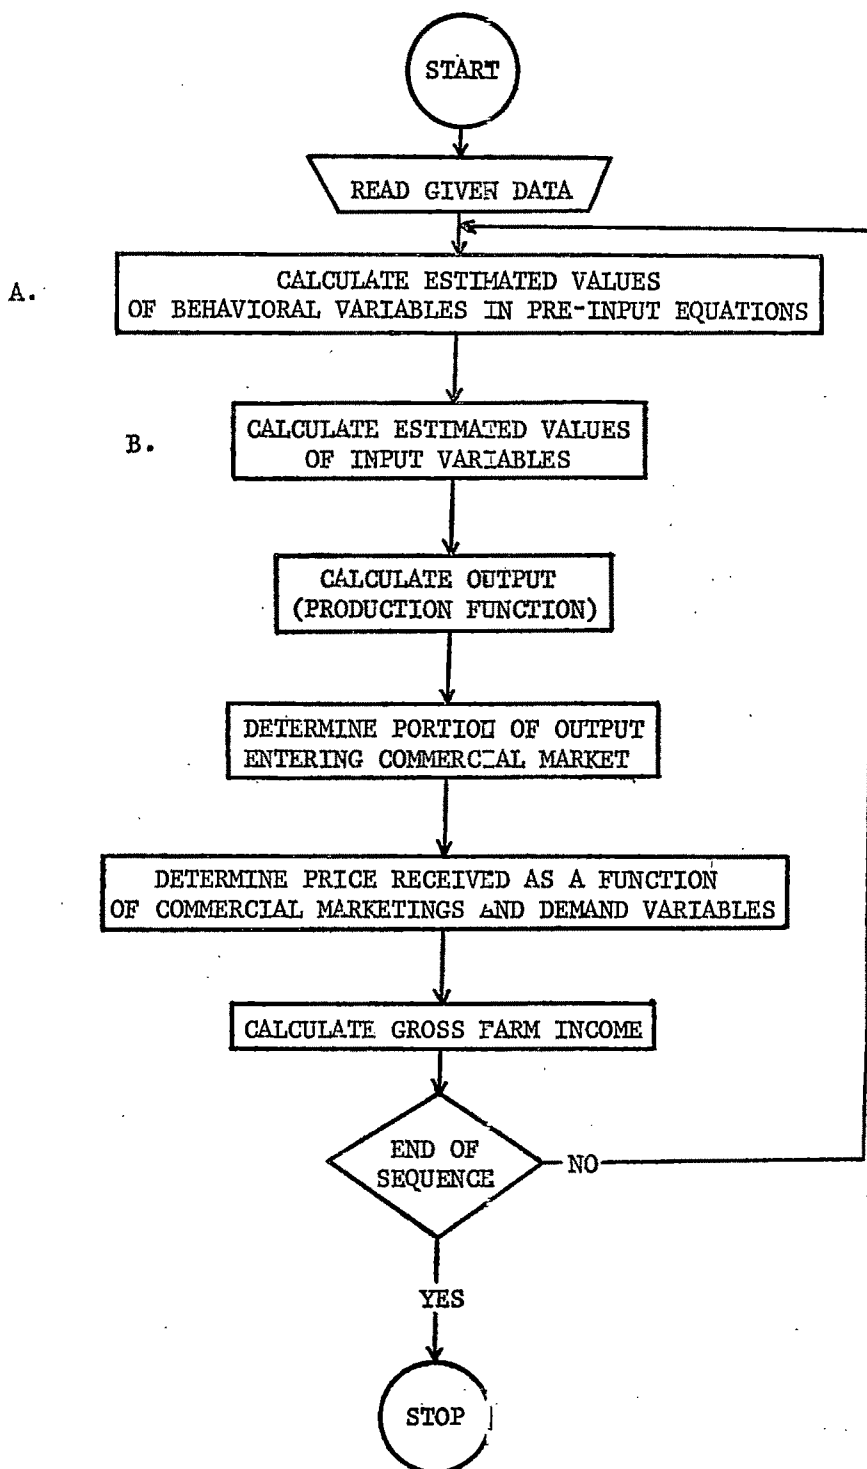 START
READ GIVEN DATA
A.
CALCULATE ESTIMATED VALUES
OF BEHAVIORAL VARIABLES IN PRE-INPUT EQUATIONS
B.
CALCULATE ESTIMATED VALUES
OF INPUT VARIABLES
CALCULATE OUTPUT
(PRODUCTION FUNCTION)
DETERMINE PORTION OF OUTPUT
ENTERING COMMERCIAL MARKET
DETERMINE PRICE RECEIVED AS A FUNCTION
OF COMMERCIAL MARKETINGS AND DEMAND VARIABLES
CALCULATE GROSS FARM INCOME
END OF
SEQUENCE
NO
YES
STOP